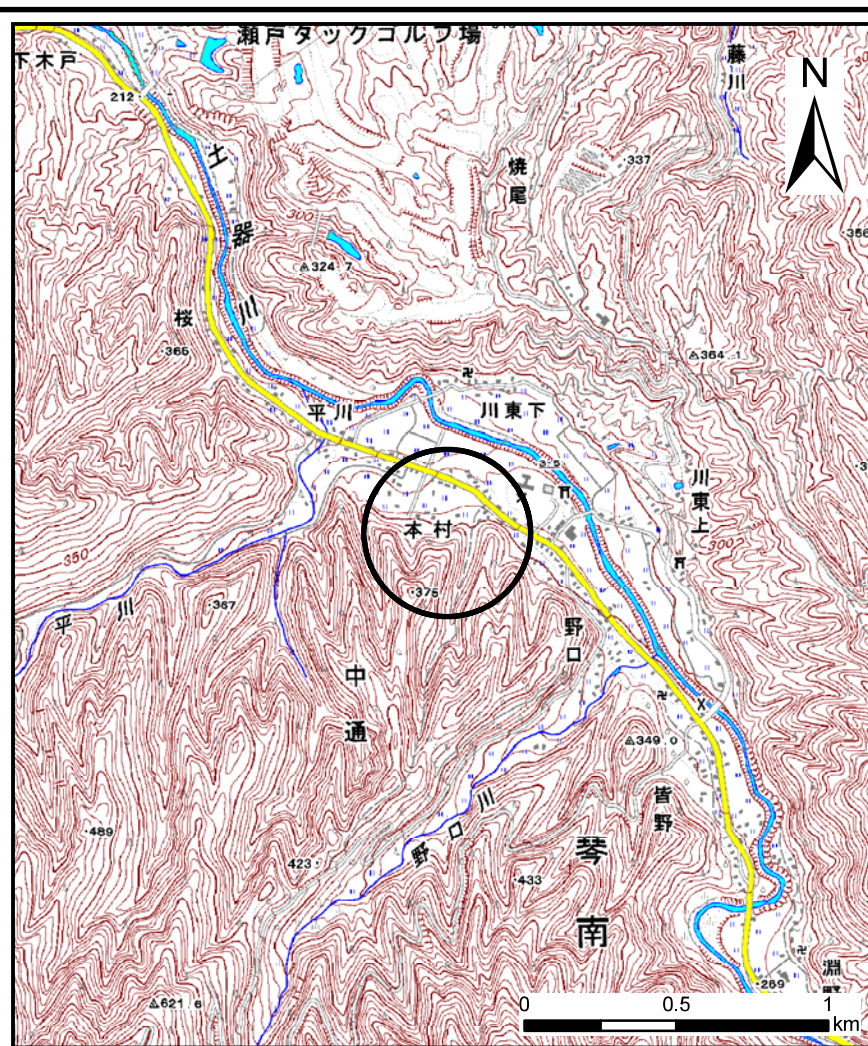 瀬戸タックゴルフ場
下木戸
藤川
N
212
土器川
焼尾
337
300
324.7
桜
365
364.1
平川
川東下
川東上
本村
350
300
375
平川
367
野口
中通
349.0
皆野
489
423
野口川
433
琴南
621.6
269
淵野
0 0.5 1
km